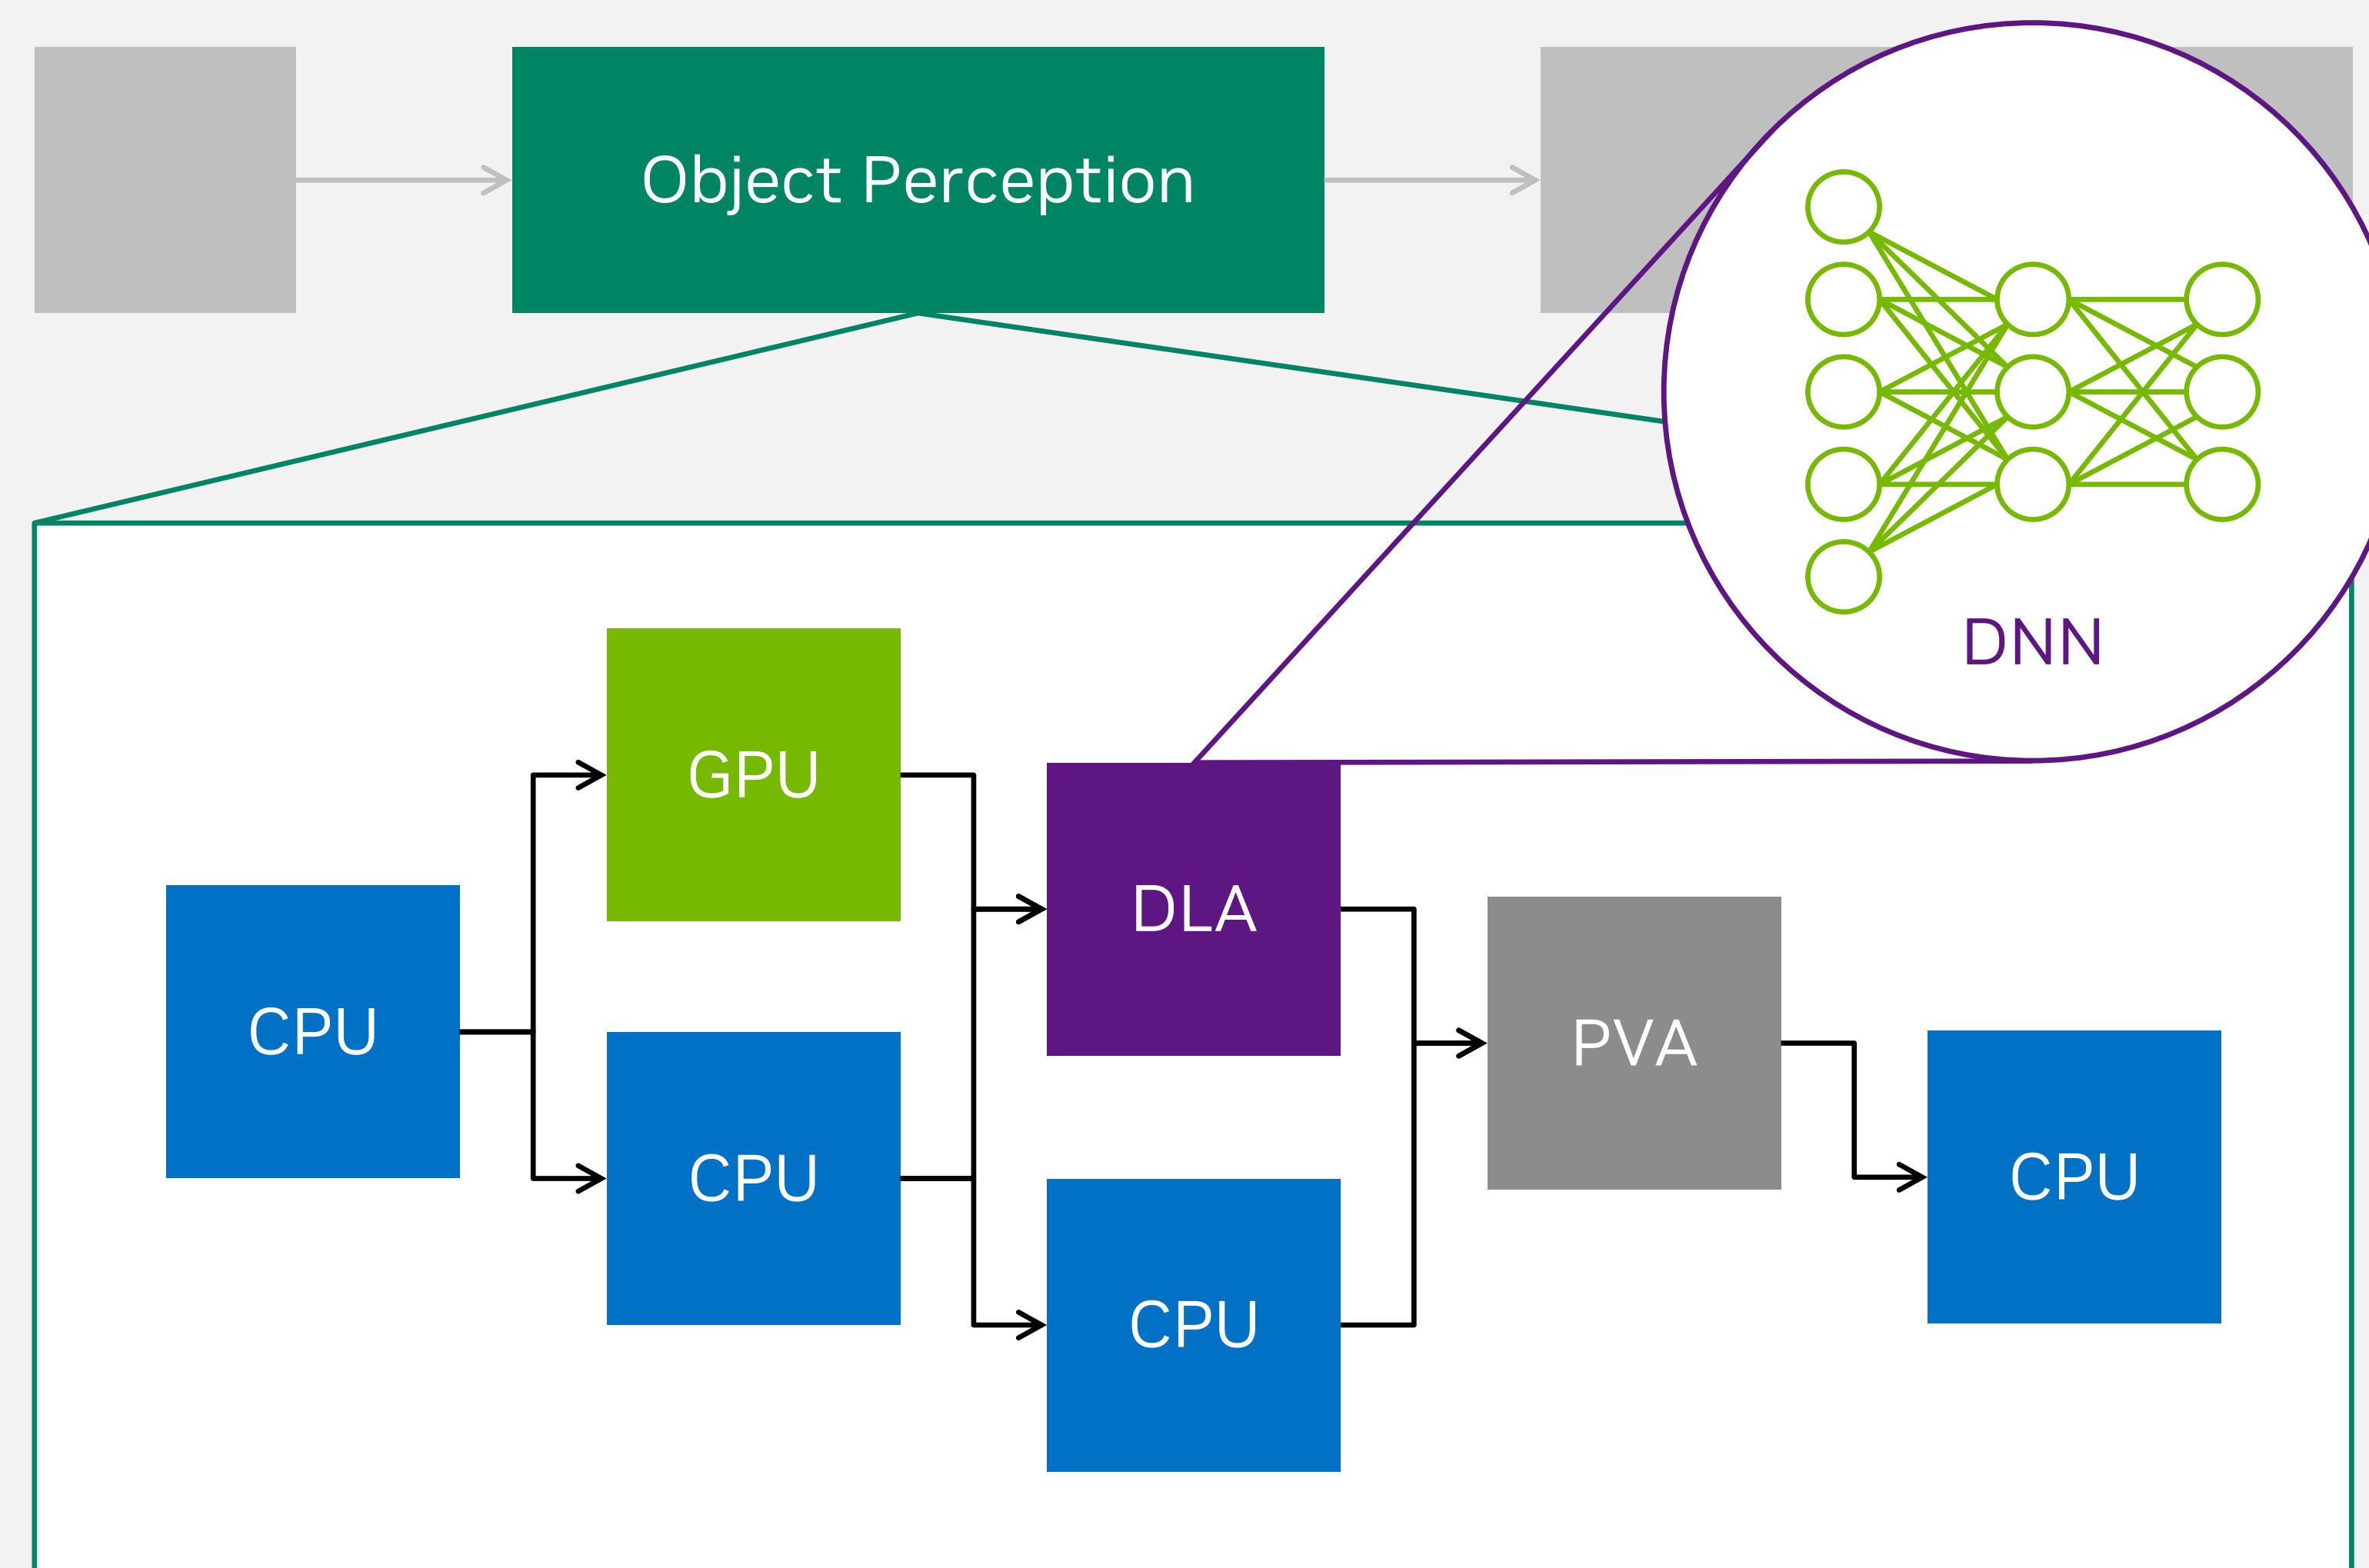 Object Perception
DNN
GPU
DLA
CPU
PVA
CPU
CPU
CPU